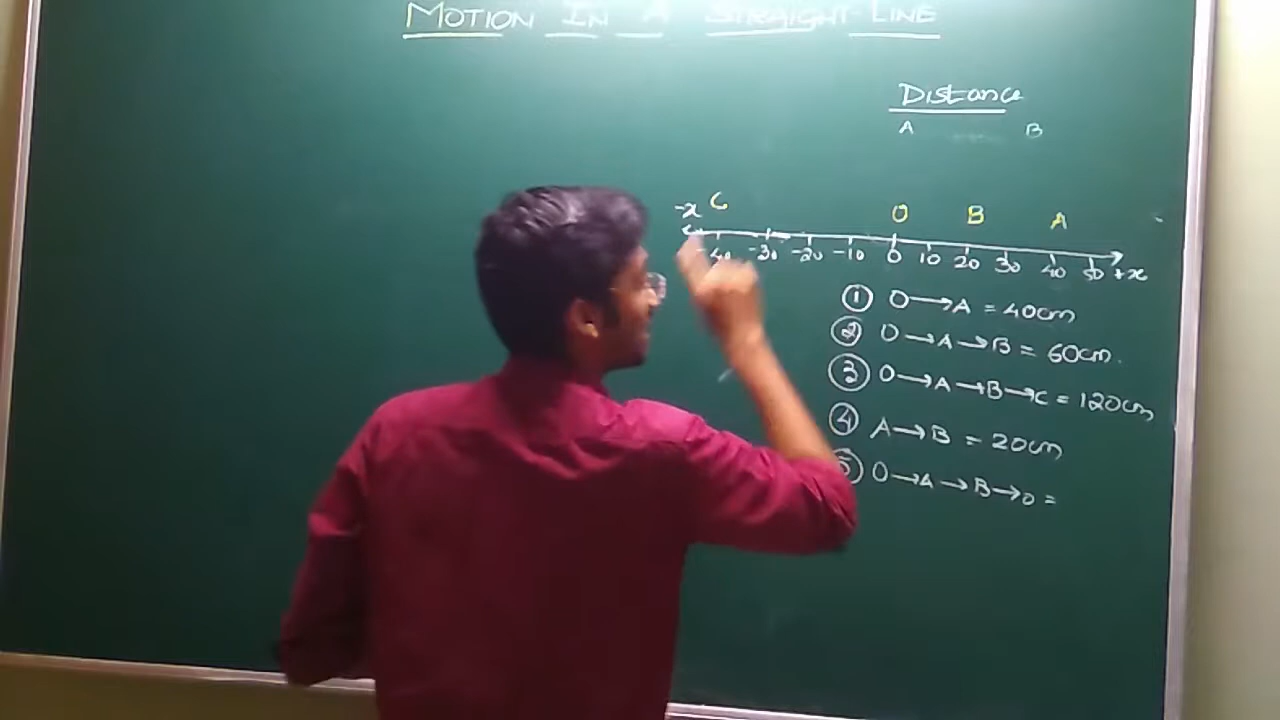 MOTION IN A STRAIGHT LINE
Distance
A B
-x C O B A
-40 -30 -20 -10 0 10 20 30 40 50 +x
① O→A = 40cm
② O→A→B = 60cm.
③ O→A→B→C = 120cm
④ A→B = 20cm
⑤ O→A→B→O =